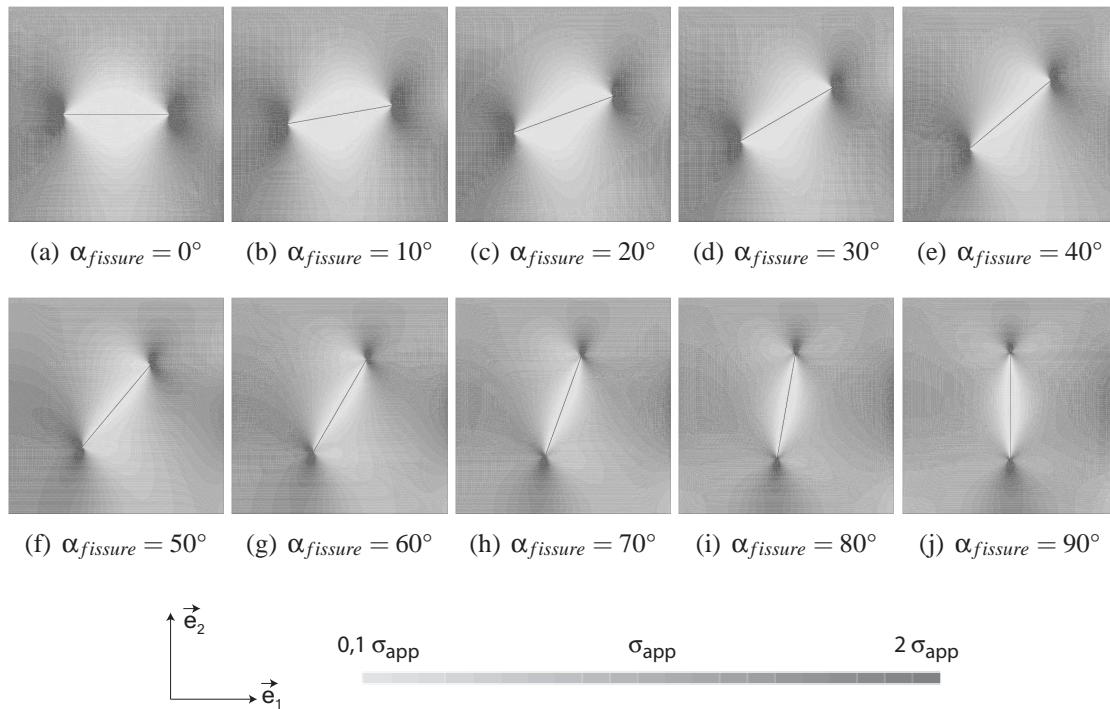 (a) α_fissure = 0° (b) α_fissure = 10° (c) α_fissure = 20° (d) α_fissure = 30° (e) α_fissure = 40°
(f) α_fissure = 50° (g) α_fissure = 60° (h) α_fissure = 70° (i) α_fissure = 80° (j) α_fissure = 90°
e₂
0,1 σ_app σ_app 2 σ_app
e₁